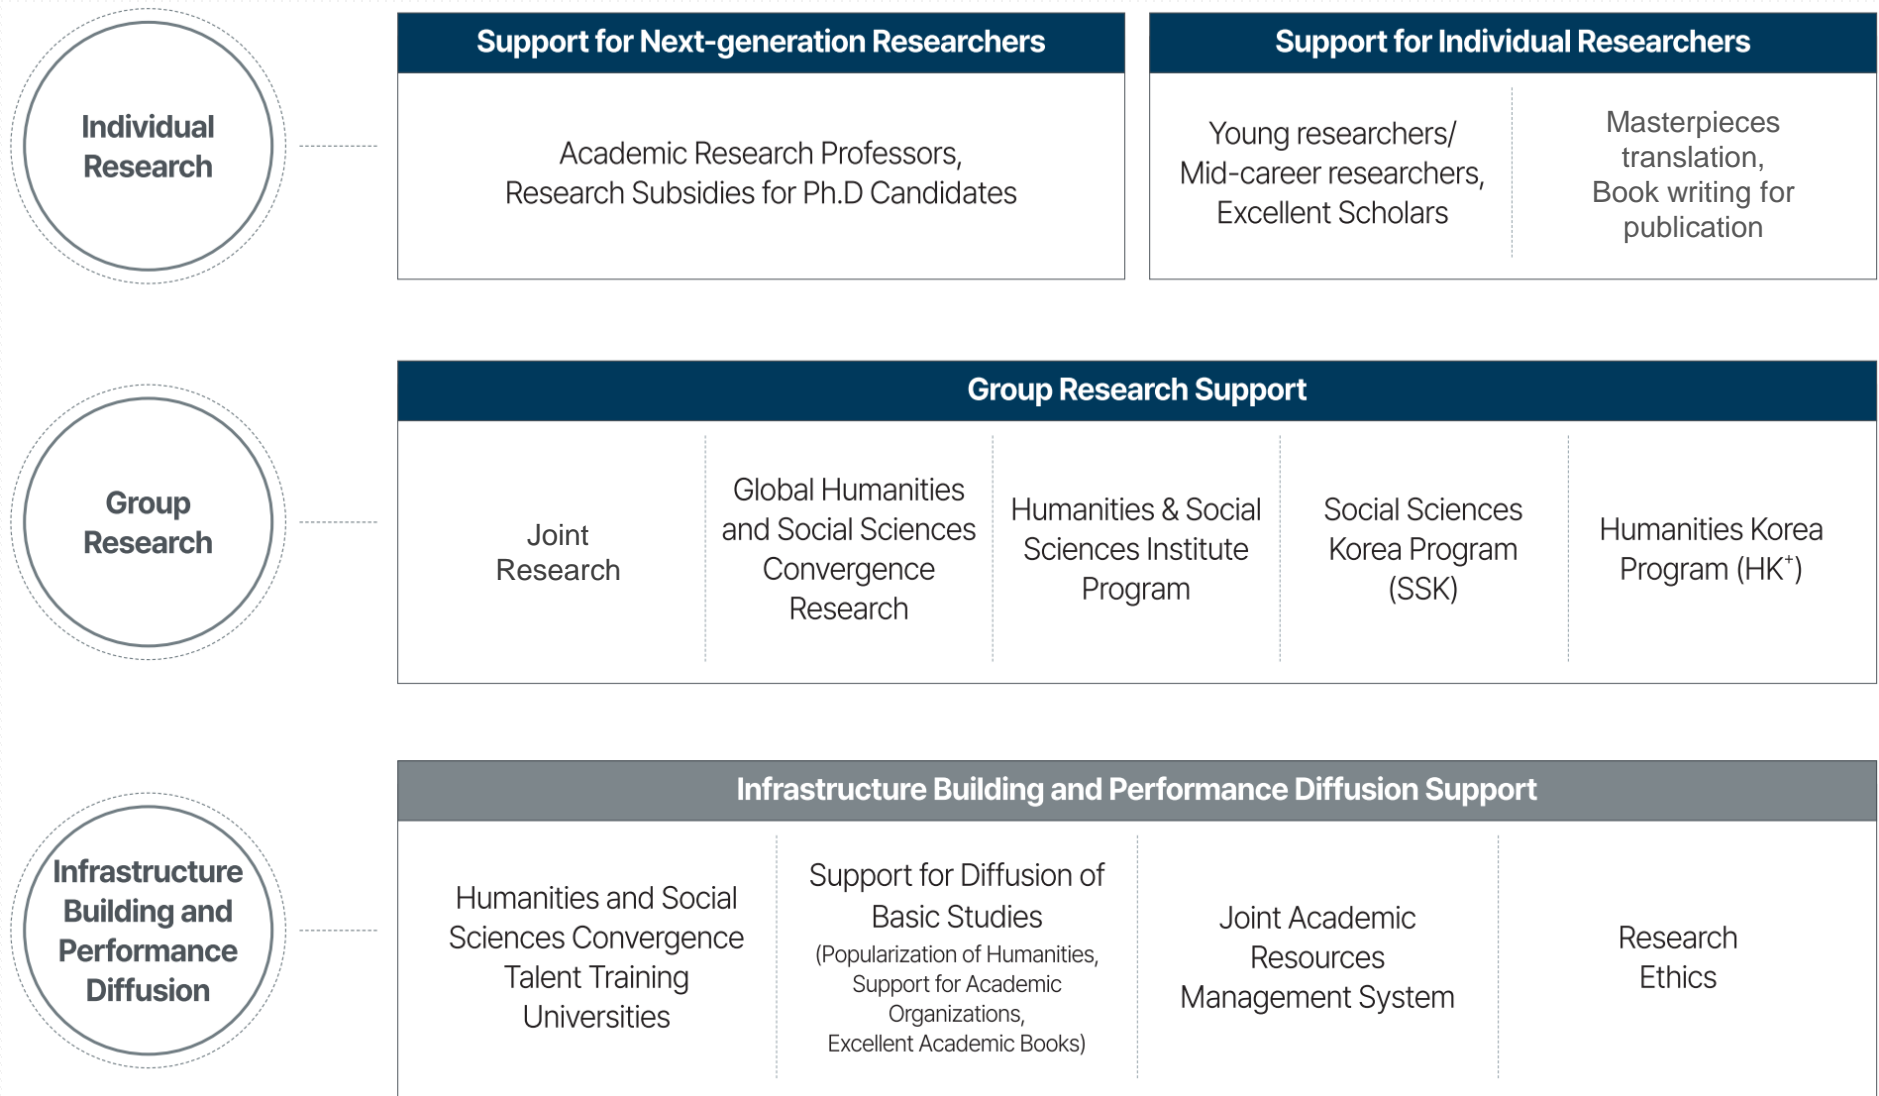 Individual
Research
Support for Next-generation Researchers
Academic Research Professors,
Research Subsidies for Ph.D Candidates
Support for Individual Researchers
Young researchers/
Mid-career researchers,
Excellent Scholars
Masterpieces
translation,
Book writing for
publication
Group
Research
Group Research Support
Joint
Research
Global Humanities
and Social Sciences
Convergence
Research
Humanities & Social
Sciences Institute
Program
Social Sciences
Korea Program
(SSK)
Humanities Korea
Program (HK⁺)
Infrastructure
Building and
Performance
Diffusion
Infrastructure Building and Performance Diffusion Support
Humanities and Social
Sciences Convergence
Talent Training
Universities
Support for Diffusion of
Basic Studies
(Popularization of Humanities,
Support for Academic
Organizations,
Excellent Academic Books)
Joint Academic
Resources
Management System
Research
Ethics